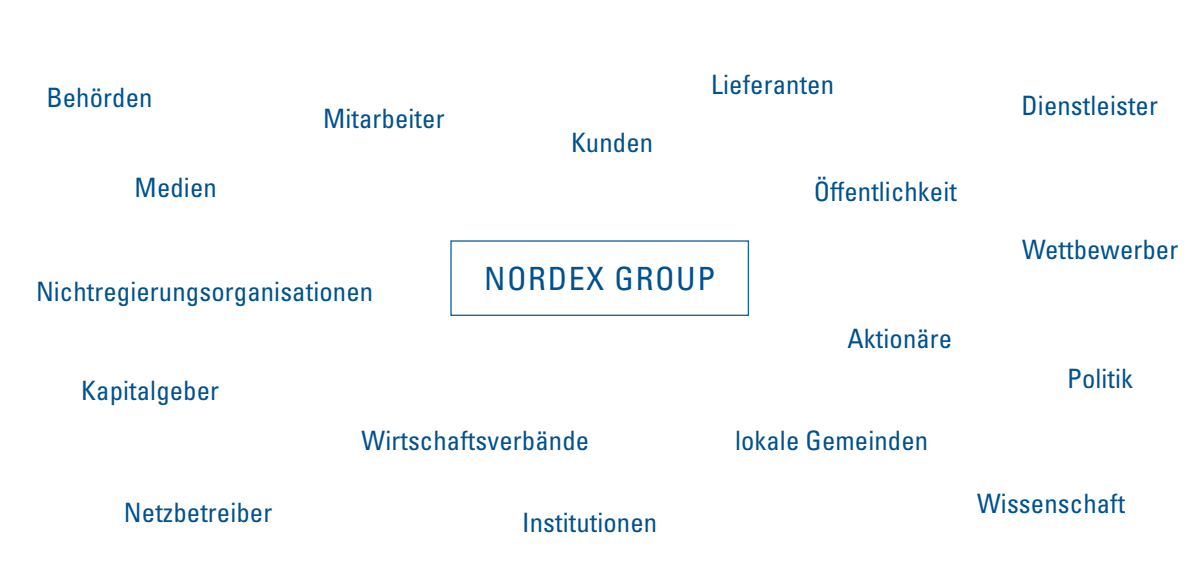 Lieferanten
Behörden
Dienstleister
Mitarbeiter
Kunden
Medien
Öffentlichkeit
Wettbewerber
NORDEX GROUP
Nichtregierungsorganisationen
Aktionäre
Politik
Kapitalgeber
Wirtschaftsverbände
lokale Gemeinden
Wissenschaft
Netzbetreiber
Institutionen